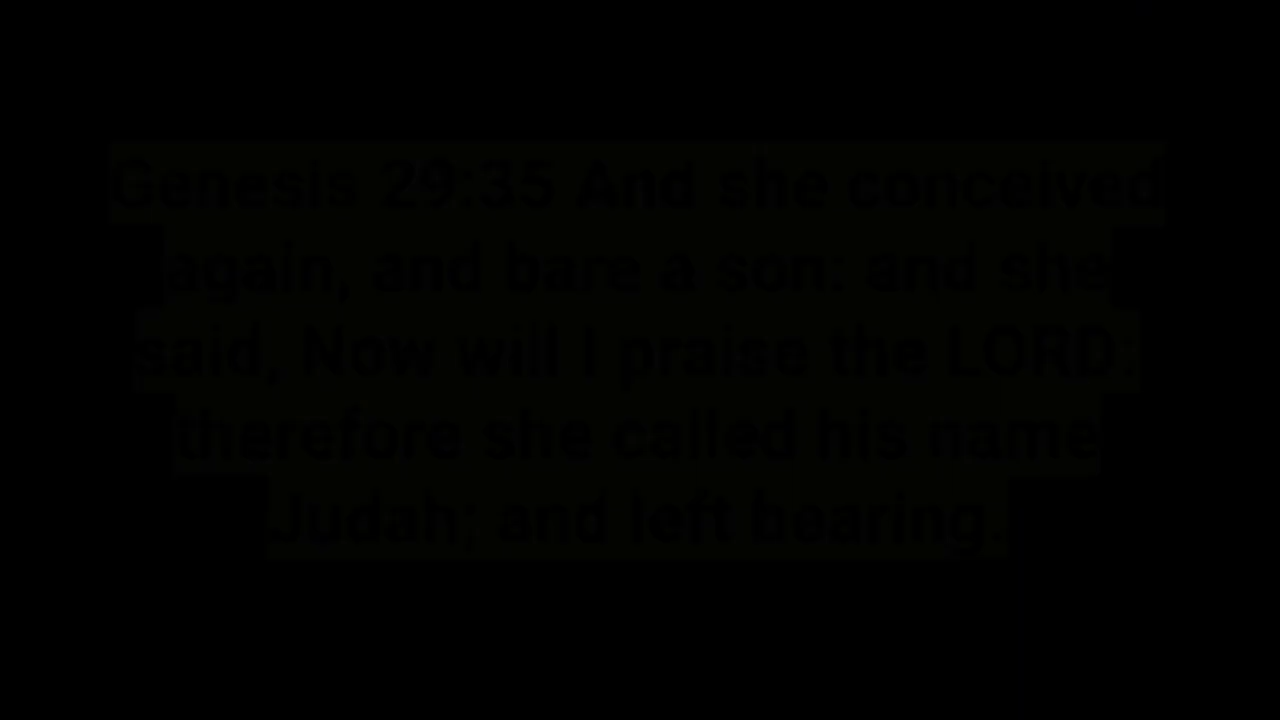 Genesis 29:35 And she conceived
again, and bare a son: and she
said, Now will I praise the LORD:
therefore she called his name
Judah; and left bearing.